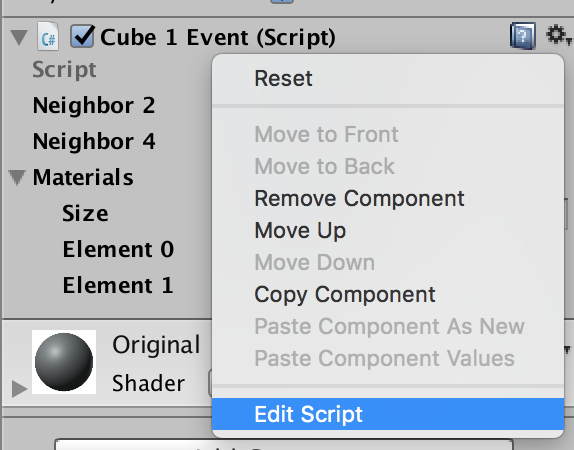 C#
Cube 1 Event (Script)
?
Script
Neighbor 2
Neighbor 4
Materials
Size
Element 0
Element 1
Original
Shader
Reset
Move to Front
Move to Back
Remove Component
Move Up
Move Down
Copy Component
Paste Component As New
Paste Component Values
Edit Script